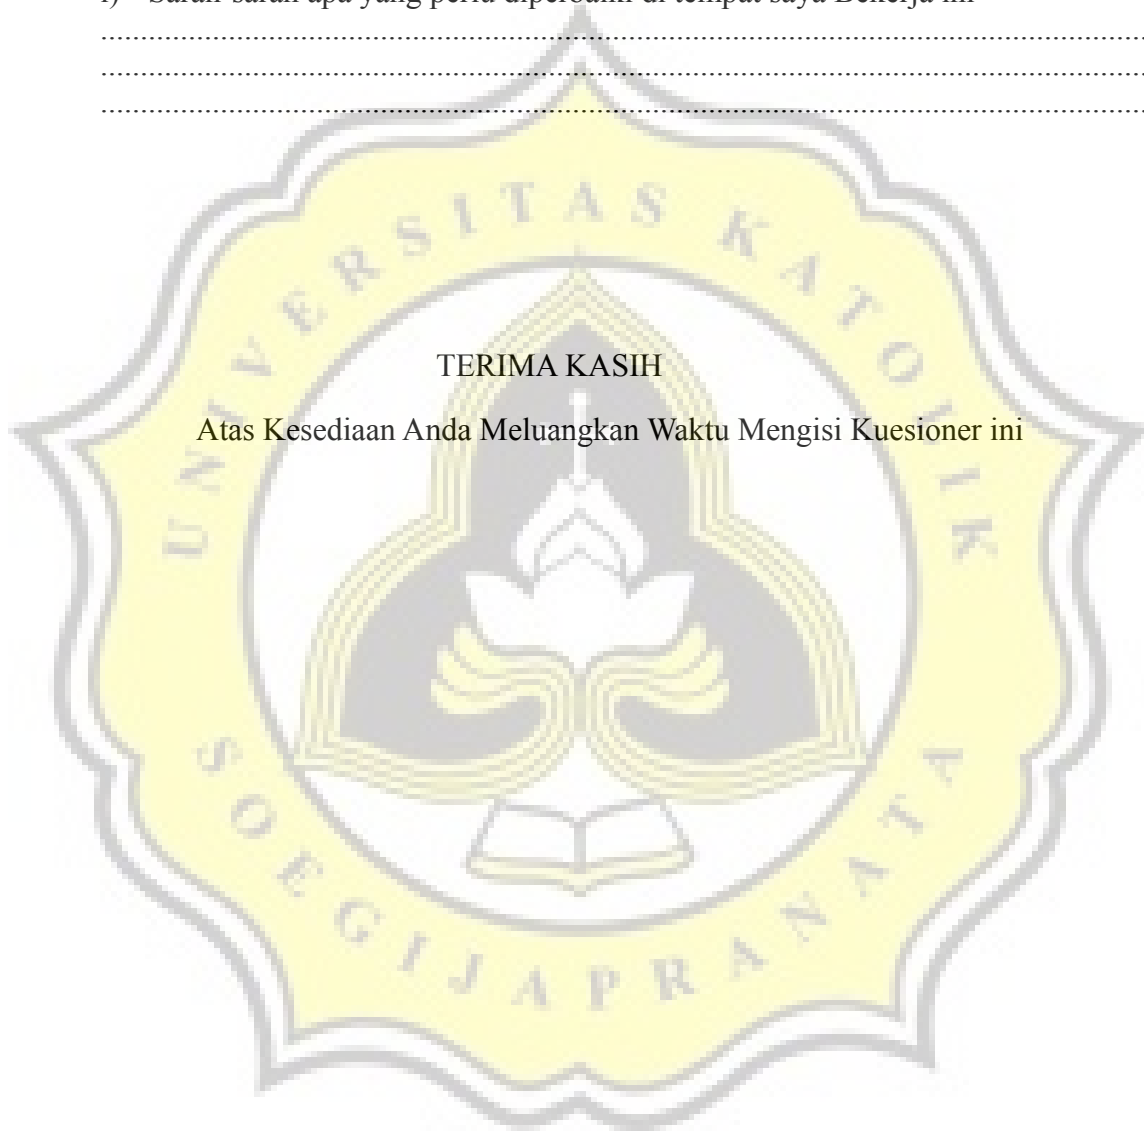 Saran-saran apa yang perlu diperbaiki di tempat saya Bekerja ini
..........................................................................................................................................
..........................................................................................................................................
..........................................................................................................................................
UNIVERSITAS KATOLIK
TERIMA KASIH
Atas Kesediaan Anda Meluangkan Waktu Mengisi Kuesioner ini
SOEGIJAPRANATA